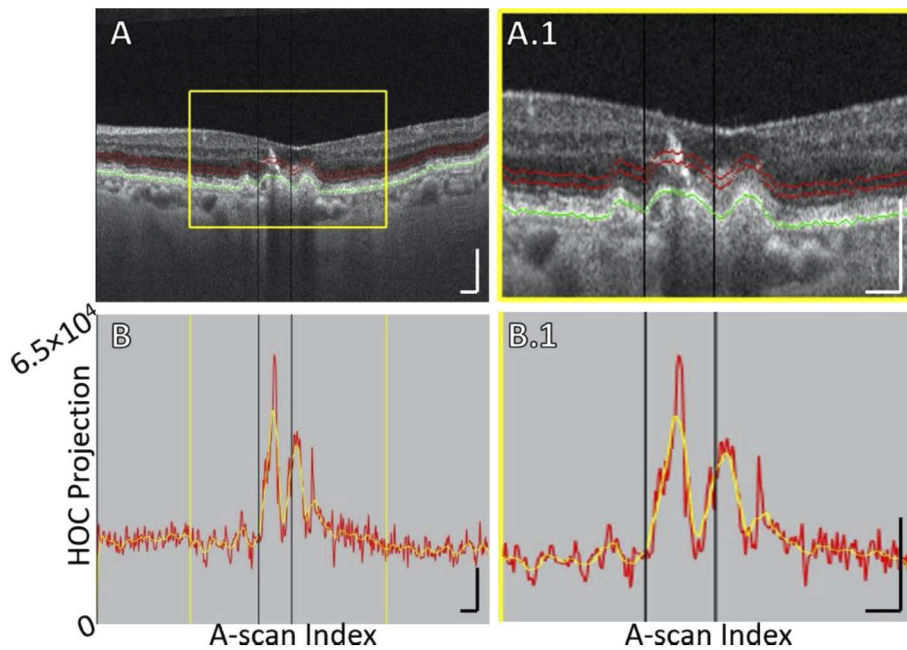 A
A.1
6.5×10⁴
B
B.1
HOC Projection
0
A-scan Index
A-scan Index